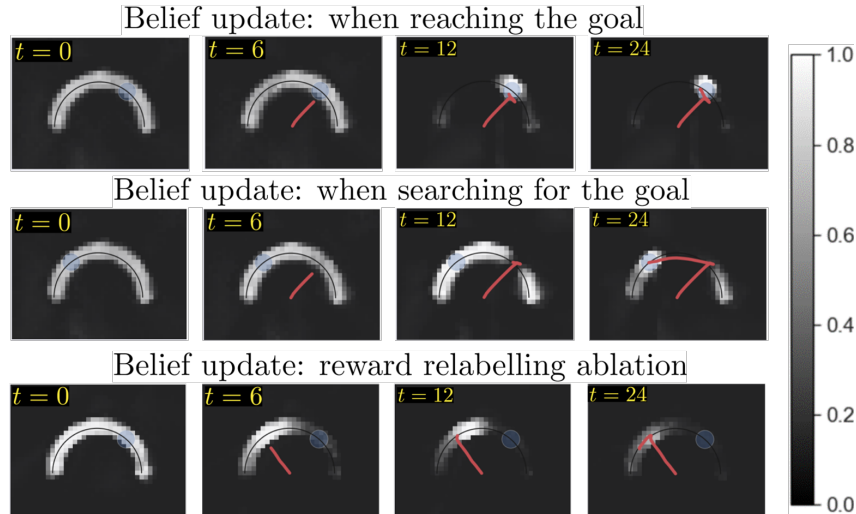 Belief update: when reaching the goal
t = 0
t = 6
t = 12
t = 24
Belief update: when searching for the goal
t = 0
t = 6
t = 12
t = 24
Belief update: reward relabelling ablation
t = 0
t = 6
t = 12
t = 24
1.0
0.8
0.6
0.4
0.2
0.0